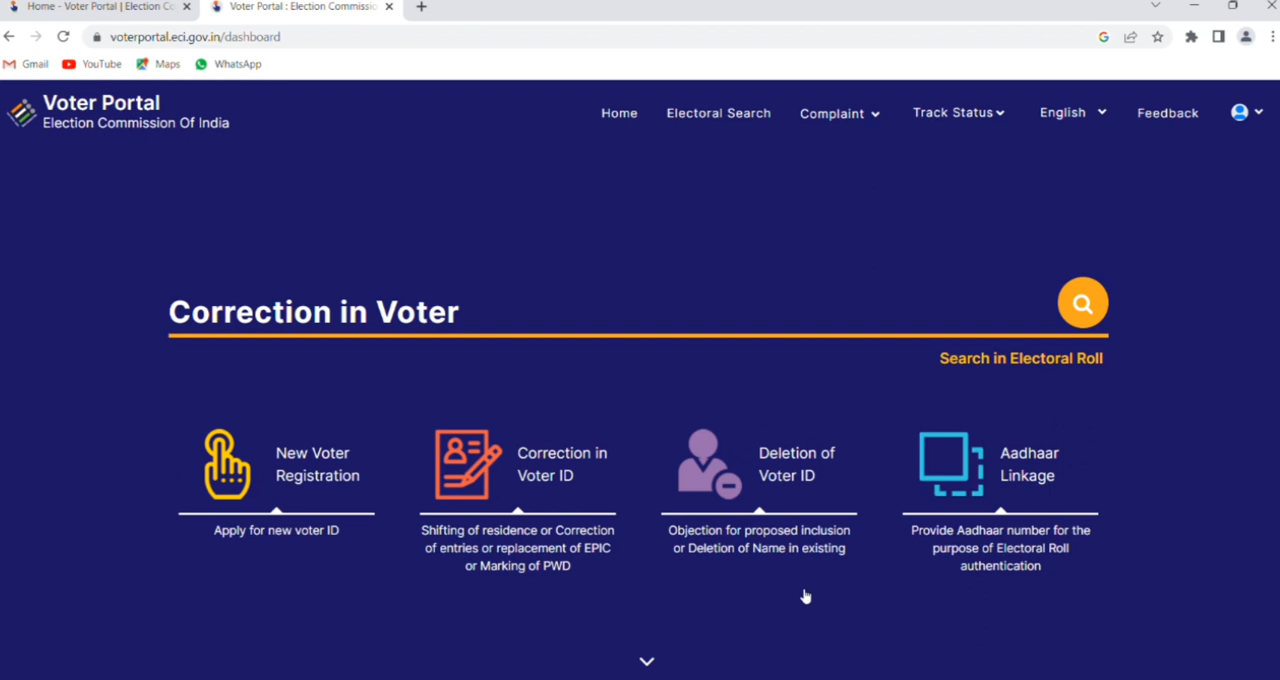 Home - Voter Portal | Election Co
Voter Portal : Election Commissio
voterportal.eci.gov.in/dashboard
Gmail YouTube Maps WhatsApp
Voter Portal
Election Commission Of India
Home Electoral Search Complaint Track Status English Feedback
Correction in Voter
Search in Electoral Roll
New Voter
Registration
Apply for new voter ID
Correction in
Voter ID
Shifting of residence or Correction
of entries or replacement of EPIC
or Marking of PWD
Deletion of
Voter ID
Objection for proposed inclusion
or Deletion of Name in existing
Aadhaar
Linkage
Provide Aadhaar number for the
purpose of Electoral Roll
authentication